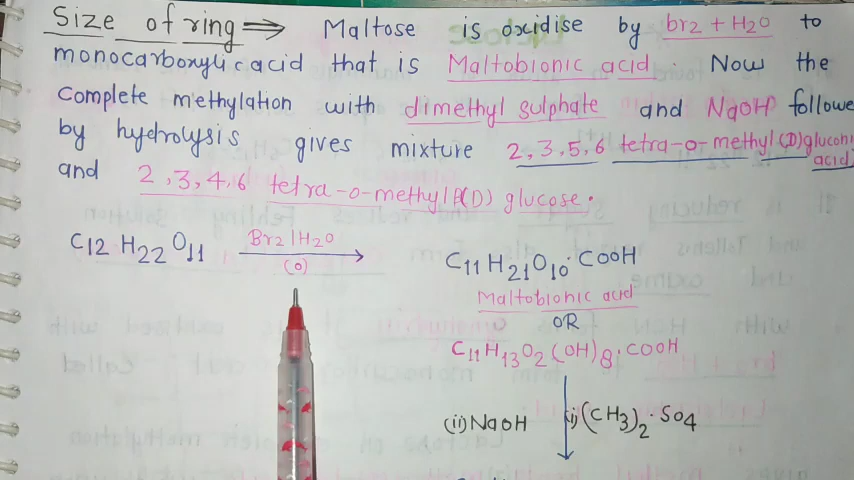 Size of ring ⟹ Maltose is oxidise by br2 + H2O to
monocarboxylic acid that is Maltobionic acid. Now the
Complete methylation with dimethyl sulphate and NaOH followe
by hydrolysis gives mixture 2,3,5,6 tetra-o-methyl (D) gluconi
acid
and 2,3,4,6 tetra-o-methyl β(D) glucose.
C12 H22 O11 Br2/H2O → C11 H21 O10·COOH
(O)
Maltobionic acid
OR
C11 H13 O2 (OH)8·COOH
(ii) NaOH ↓ i) (CH3)2·SO4